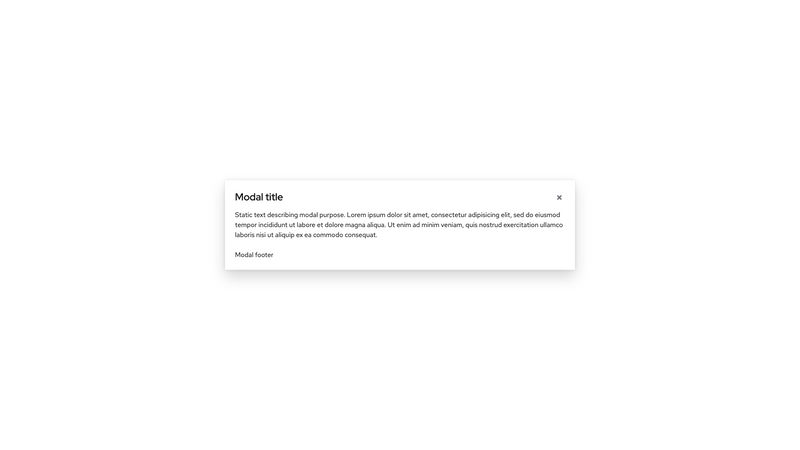 Modal title
Static text describing modal purpose. Lorem ipsum dolor sit amet, consectetur adipisicing elit, sed do eiusmod
tempor incididunt ut labore et dolore magna aliqua. Ut enim ad minim veniam, quis nostrud exercitation ullamco
laboris nisi ut aliquip ex ea commodo consequat.
Modal footer